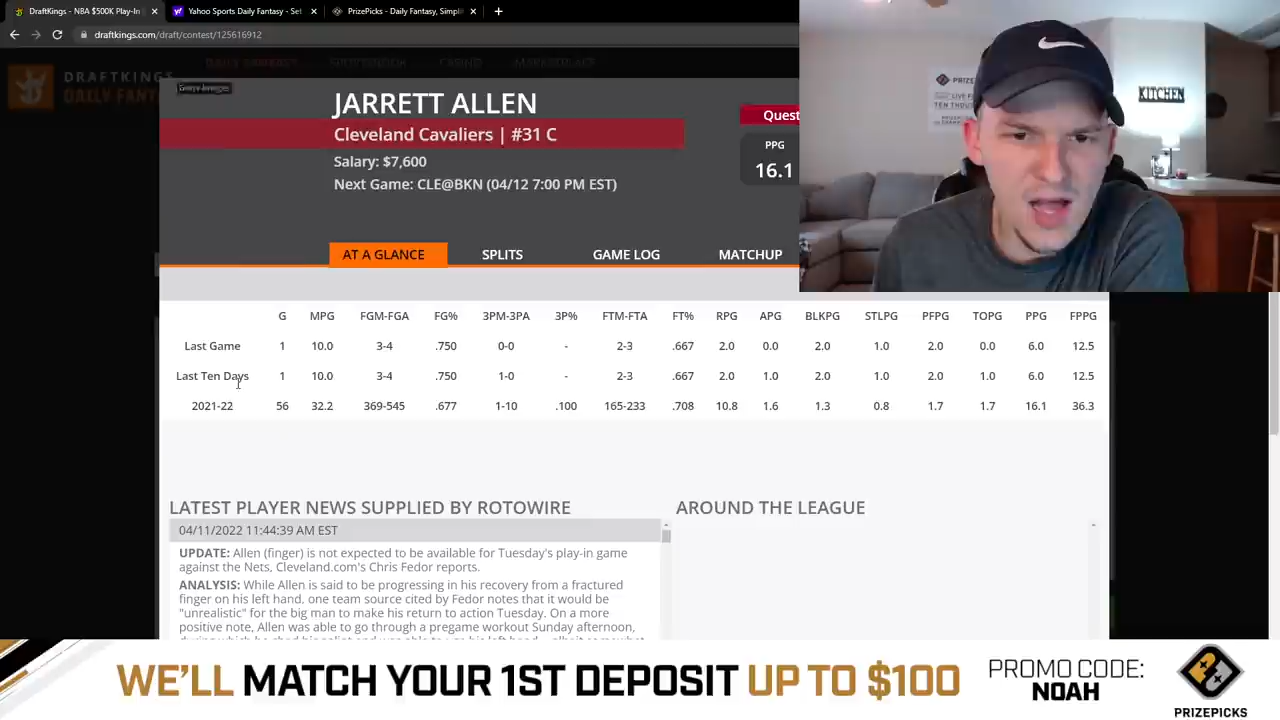 DraftKings - NBA $500K Play-In
Yahoo Sports Daily Fantasy - Set
PrizePicks - Daily Fantasy, Simpli
draftkings.com/draft/contest/125616912
DRAFTKINGS
DAILY FANTASY
CASINO
MARKETPLACE
Getty Images
JARRETT ALLEN
Cleveland Cavaliers | #31 C
Salary: $7,600
Next Game: CLE@BKN (04/12 7:00 PM EST)
Quest
PPG
16.1
KITCHEN
AT A GLANCE SPLITS GAME LOG MATCHUP
G MPG FGM-FGA FG% 3PM-3PA 3P% FTM-FTA FT% RPG APG BLKPG STLPG PFPG TOPG PPG FPPG
Last Game 1 10.0 3-4 .750 0-0 - 2-3 .667 2.0 0.0 2.0 1.0 2.0 0.0 6.0 12.5
Last Ten Days 1 10.0 3-4 .750 1-0 - 2-3 .667 2.0 1.0 2.0 1.0 2.0 1.0 6.0 12.5
2021-22 56 32.2 369-545 .677 1-10 .100 165-233 .708 10.8 1.6 1.3 0.8 1.7 1.7 16.1 36.3
LATEST PLAYER NEWS SUPPLIED BY ROTOWIRE
AROUND THE LEAGUE
04/11/2022 11:44:39 AM EST
UPDATE: Allen (finger) is not expected to be available for Tuesday's play-in game
against the Nets, Cleveland.com's Chris Fedor reports.
ANALYSIS: While Allen is said to be progressing in his recovery from a fractured
finger on his left hand, one team source cited by Fedor notes that it would be
"unrealistic" for the big man to make his return to action Tuesday. On a more
positive note, Allen was able to go through a pregame workout Sunday afternoon,
WE'LL MATCH YOUR 1ST DEPOSIT UP TO $100
PROMO CODE:
NOAH
PRIZEPICKS